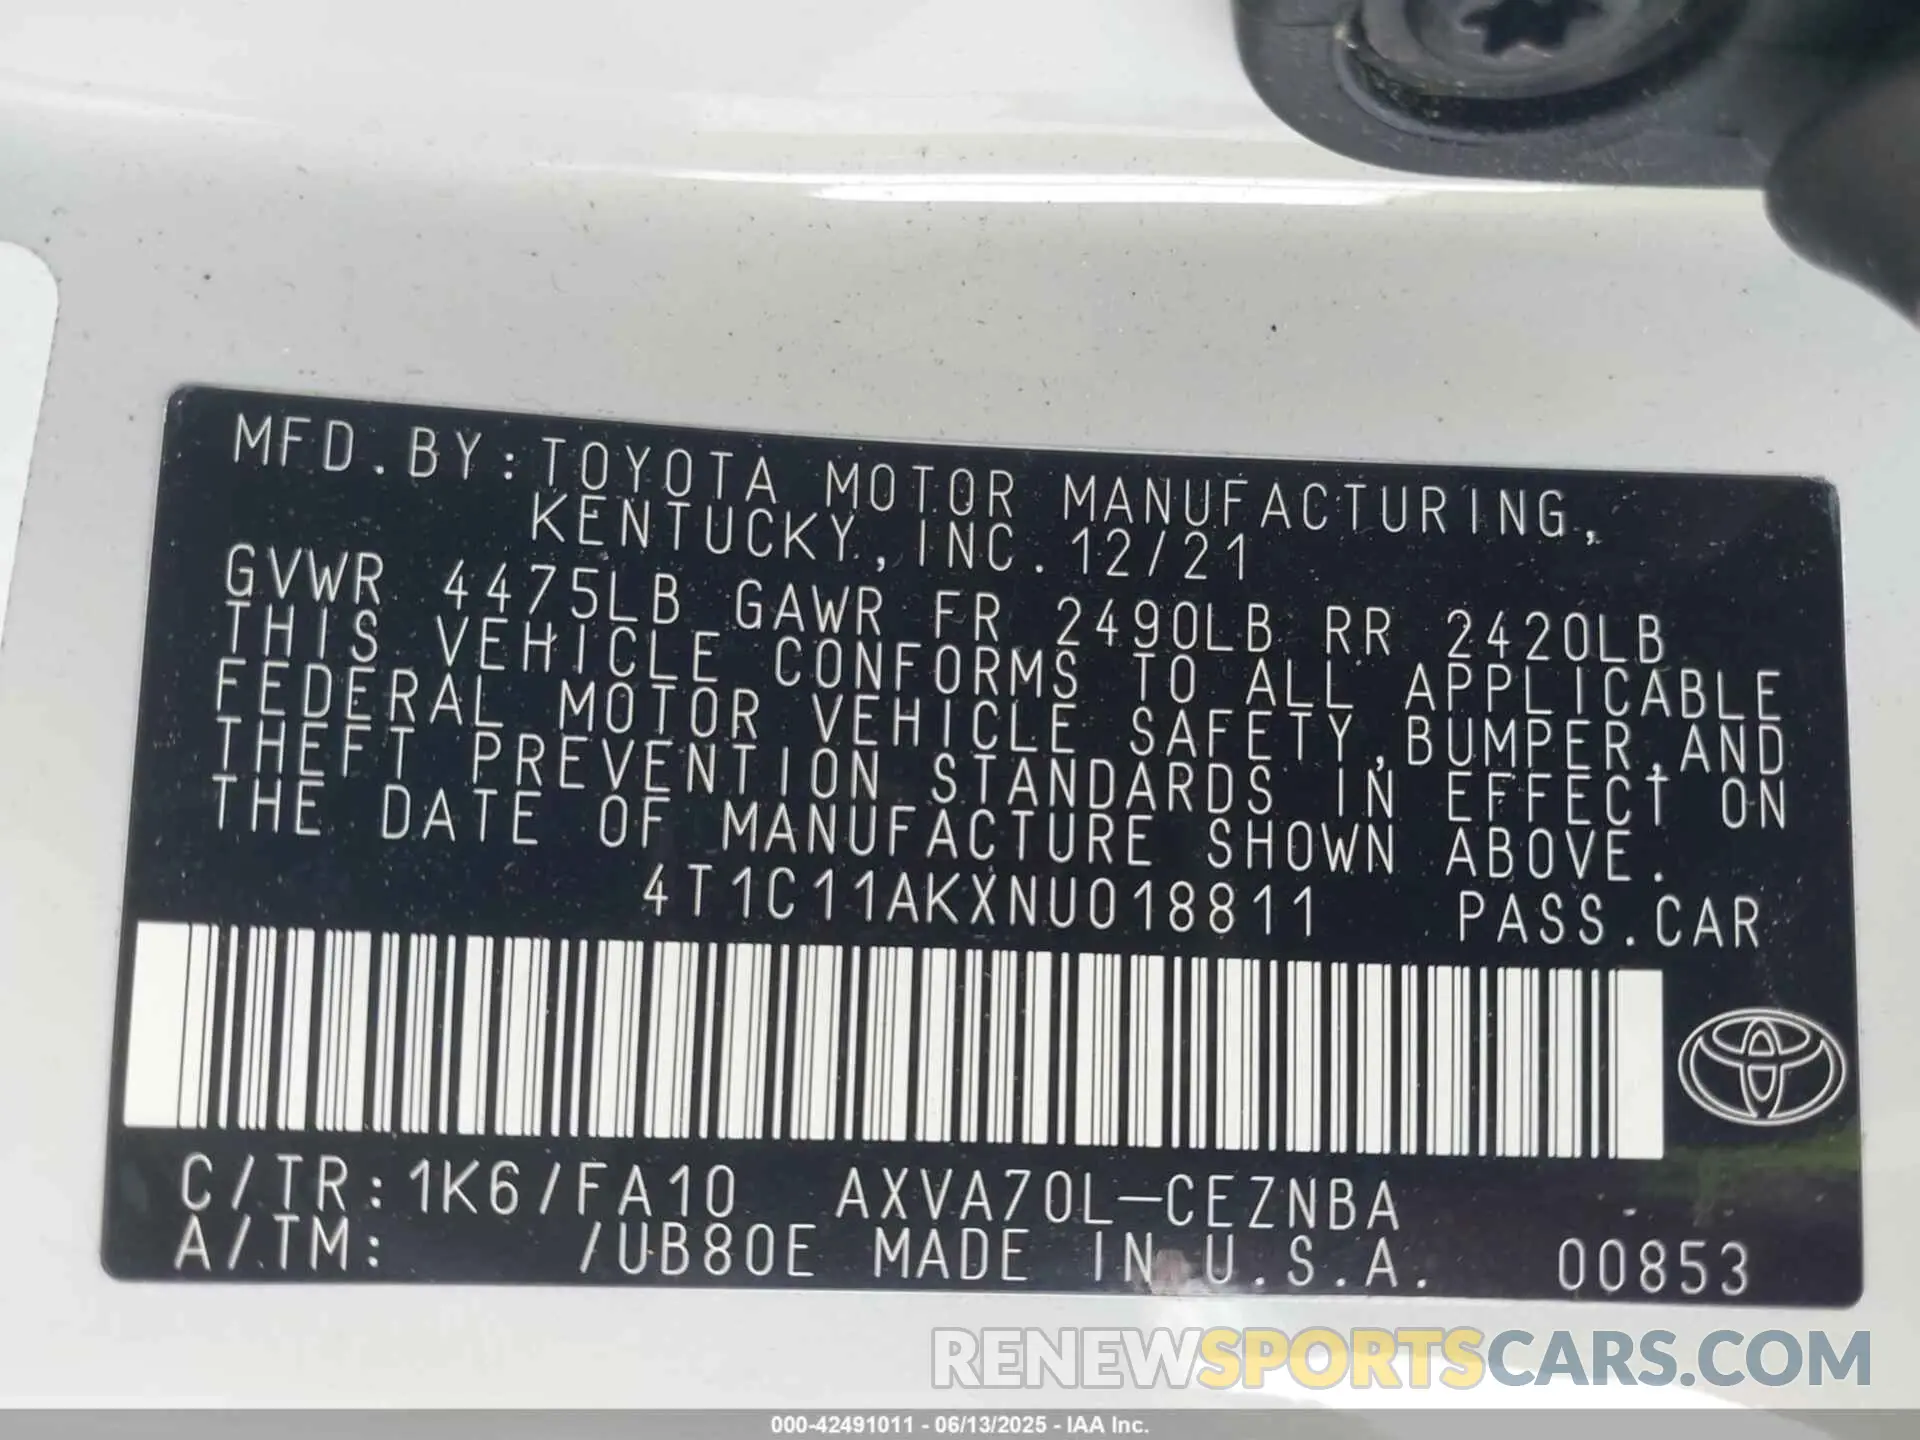 MFD.BY:TOYOTA MOTOR MANUFACTURING,
KENTUCKY,INC.12/21
GVWR 4475LB GAWR FR 2490LB RR 2420LB
THIS VEHICLE CONFORMS TO ALL APPLICABLE
FEDERAL MOTOR VEHICLE SAFETY,BUMPER,AND
THEFT PREVENTION STANDARDS IN EFFECT ON
THE DATE OF MANUFACTURE SHOWN ABOVE.
4T1C11AKXNU018811 PASS.CAR
C/TR:1K6/FA10 AXVA70L-CEZNBA
A/TM: /UB80E MADE IN U.S.A. 00853
RENEWSPORTSCARS.COM
000-42491011 - 06/13/2025 - IAA Inc.